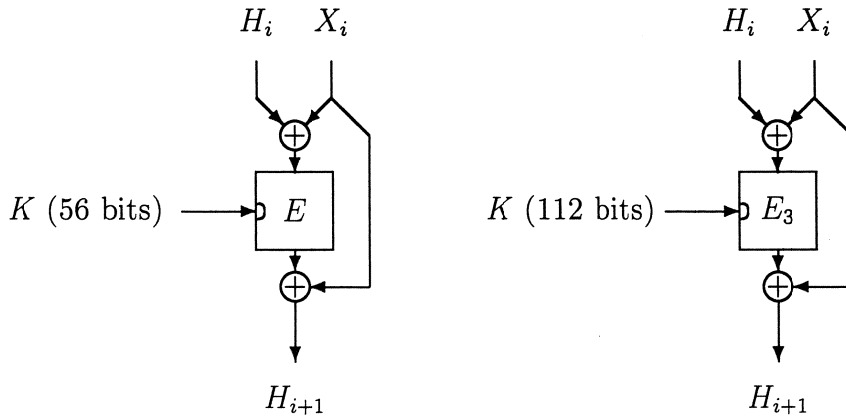 H_i X_i H_i X_i
K (56 bits) E K (112 bits) E_3
H_{i+1} H_{i+1}